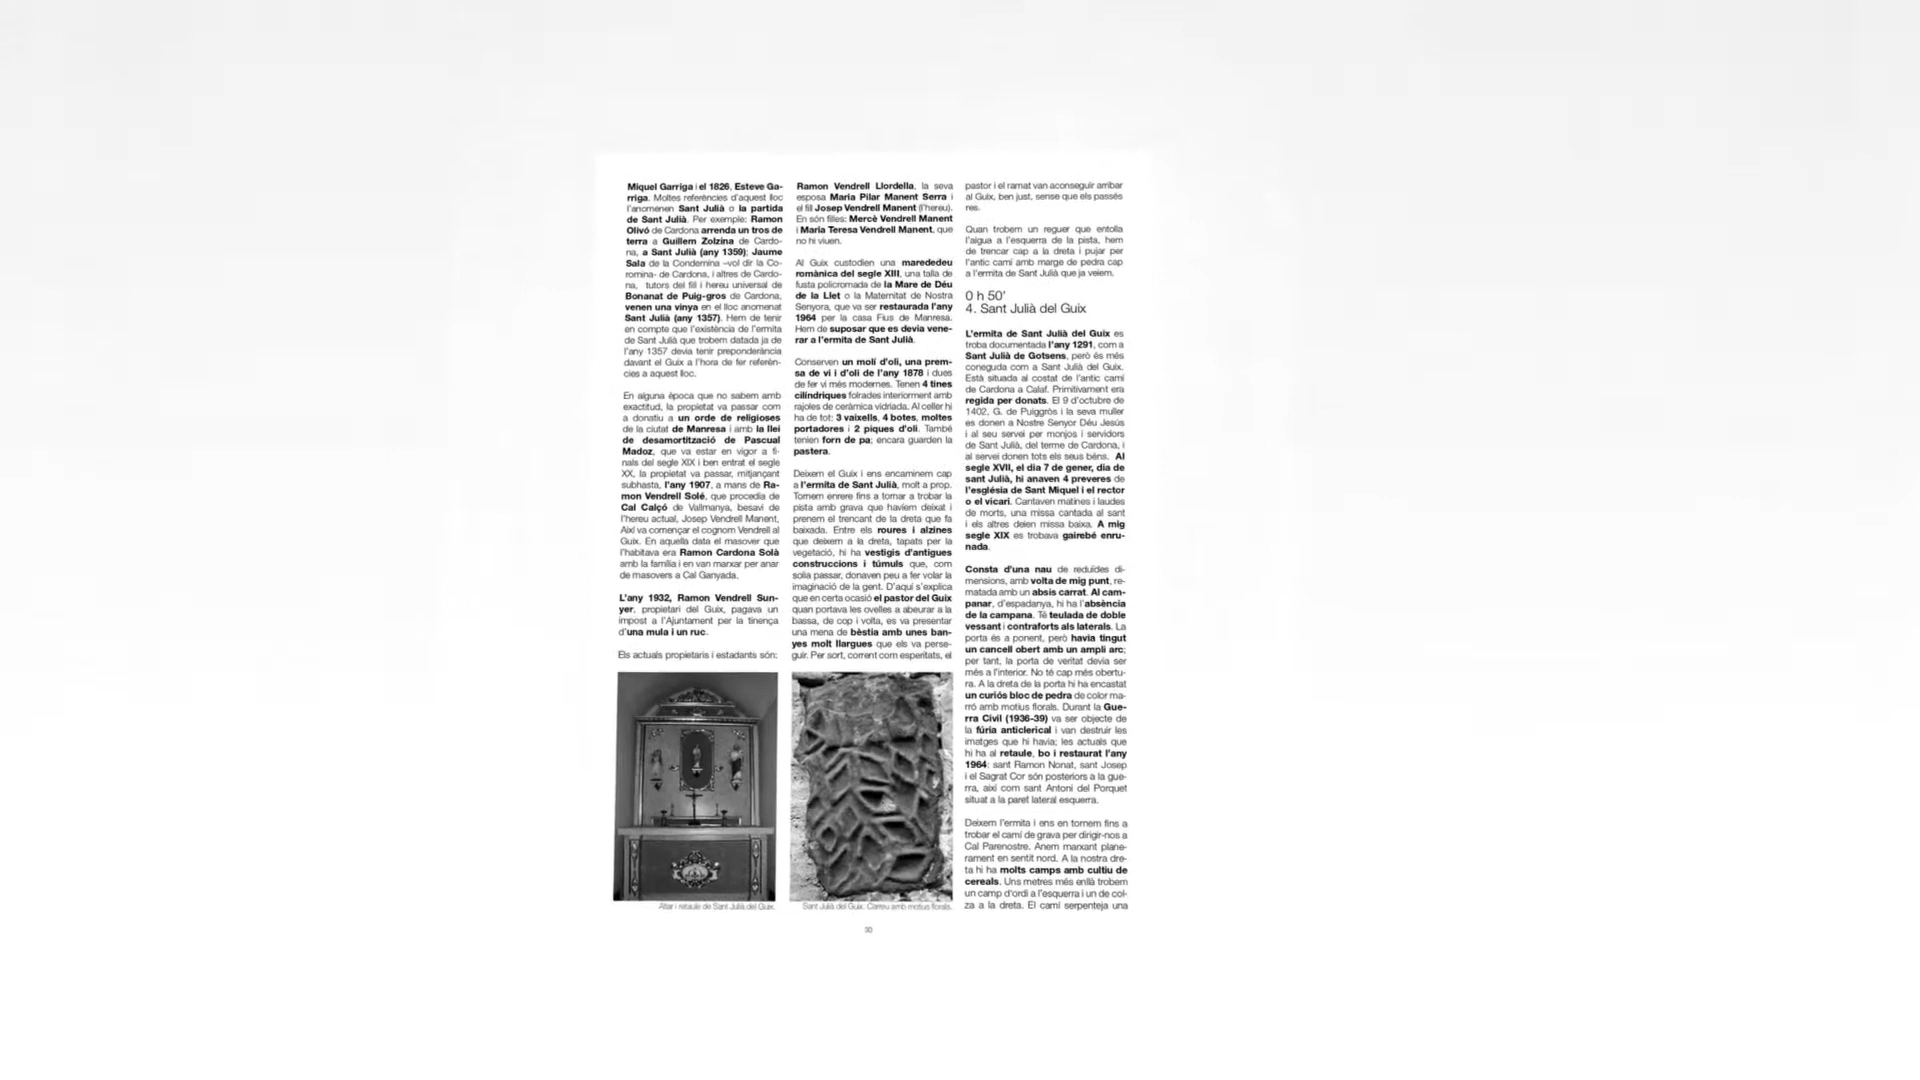 Miquel Garriga i el 1826, Esteve Ga-
rriga. Moltes referències d'aquest lloc
l'anomenen Sant Julià o la partida
de Sant Julià. Per exemple: Ramon
Olivó de Cardona arrenda un tros de
terra a Guillem Zolzina de Cardo-
na, a Sant Julià (any 1359); Jaume
Sala de la Condemina –vol dir la Co-
romina- de Cardona, i altres de Cardo-
na, tutors del fill i hereu universal de
Bonanat de Puig-gros de Cardona,
venen una vinya en el lloc anomenat
Sant Julià (any 1357). Hem de tenir
en compte que l'existència de l'ermita
de Sant Julià que trobem datada ja de
l'any 1357 devia tenir preponderància
davant el Guix a l'hora de fer referèn-
cies a aquest lloc.
En alguna època que no sabem amb
exactitud, la propietat va passar com
a donatiu a un orde de religioses
de la ciutat de Manresa i amb la llei
de desamortització de Pascual
Madoz, que va estar en vigor a fi-
nals del segle XIX i ben entrat el segle
XX, la propietat va passar, mitjançant
subhasta, l'any 1907, a mans de Ra-
mon Vendrell Solé, que procedia de
Cal Calçó de Vallmanya, besavi de
l'hereu actual, Josep Vendrell Manent,
Així va començar el cognom Vendrell al
Guix. En aquella data el masover que
l'habitava era Ramon Cardona Solà
amb la família i en van marxar per anar
de masovers a Cal Ganyada.
L'any 1932, Ramon Vendrell Sun-
yer, propietari del Guix, pagava un
impost a l'Ajuntament per la tinença
d'una mula i un ruc.
Els actuals propietaris i estadants són:
Altar i retaule de Sant Julià del Guix.
Ramon Vendrell Llordella, la seva
esposa Maria Pilar Manent Serra i
el fill Josep Vendrell Manent (l'hereu).
En són filles: Mercè Vendrell Manent
i Maria Teresa Vendrell Manent, que
no hi viuen.
Al Guix custodien una marededeu
romànica del segle XIII, una talla de
fusta policromada de la Mare de Déu
de la Llet o la Maternitat de Nostra
Senyora, que va ser restaurada l'any
1964 per la casa Fius de Manresa.
Hem de suposar que es devia vene-
rar a l'ermita de Sant Julià.
Conserven un molí d'oli, una prem-
sa de vi i d'oli de l'any 1878 i dues
de fer vi més modernes. Tenen 4 tines
cilíndriques folrades interiorment amb
rajoles de ceràmica vidriada. Al celler hi
ha de tot: 3 vaixells, 4 botes, moltes
portadores i 2 piques d'oli. També
tenien forn de pa; encara guarden la
pastera.
Deixem el Guix i ens encaminem cap
a l'ermita de Sant Julià, molt a prop.
Tornem enrere fins a tornar a trobar la
pista amb grava que havíem deixat i
prenem el trencant de la dreta que fa
baixada. Entre els roures i alzines
que deixem a la dreta, tapats per la
vegetació, hi ha vestigis d'antigues
construccions i túmuls que, com
solia passar, donaven peu a fer volar la
imaginació de la gent. D'aquí s'explica
que en certa ocasió el pastor del Guix
quan portava les ovelles a abeurar a la
bassa, de cop i volta, es va presentar
una mena de bèstia amb unes ban-
yes molt llargues que els va perse-
guir. Per sort, corrent com esperitats, el
Sant Julià del Guix. Carreu amb motius florals.
pastor i el ramat van aconseguir arribar
al Guix, ben just, sense que els passés
res.
Quan trobem un reguer que entolla
l'aigua a l'esquerra de la pista, hem
de trencar cap a la dreta i pujar per
l'antic camí amb marge de pedra cap
a l'ermita de Sant Julià que ja veiem.
0 h 50'
4. Sant Julià del Guix
L'ermita de Sant Julià del Guix es
troba documentada l'any 1291, com a
Sant Julià de Gotsens, però és més
coneguda com a Sant Julià del Guix.
Està situada al costat de l'antic camí
de Cardona a Calaf. Primitivament era
regida per donats. El 9 d'octubre de
1402, G. de Puiggròs i la seva muller
es donen a Nostre Senyor Déu Jesús
i al seu servei per monjos i servidors
de Sant Julià, del terme de Cardona, i
al servei donen tots els seus béns. Al
segle XVII, el dia 7 de gener, dia de
sant Julià, hi anaven 4 preveres de
l'església de Sant Miquel i el rector
o el vicari. Cantaven matines i laudes
de morts, una missa cantada al sant
i els altres deien missa baixa. A mig
segle XIX es trobava gairebé enru-
nada.
Consta d'una nau de reduïdes di-
mensions, amb volta de mig punt, re-
matada amb un absis carrat. Al cam-
panar, d'espadanya, hi ha l'absència
de la campana. Té teulada de doble
vessant i contraforts als laterals. La
porta és a ponent, però havia tingut
un cancell obert amb un ampli arc;
per tant, la porta de veritat devia ser
més a l'interior. No té cap més obertu-
ra. A la dreta de la porta hi ha encastat
un curiós bloc de pedra de color ma-
rró amb motius florals. Durant la Gue-
rra Civil (1936-39) va ser objecte de
la fúria anticlerical i van destruir les
imatges que hi havia; les actuals que
hi ha al retaule, bo i restaurat l'any
1964: sant Ramon Nonat, sant Josep
i el Sagrat Cor són posteriors a la gue-
rra, així com sant Antoni del Porquet
situat a la paret lateral esquerra.
Deixem l'ermita i ens en tornem fins a
trobar el camí de grava per dirigir-nos a
Cal Parenostre. Anem marxant plane-
rament en sentit nord. A la nostra dre-
ta hi ha molts camps amb cultiu de
cereals. Uns metres més enllà trobem
un camp d'ordi a l'esquerra i un de col-
za a la dreta. El camí serpenteja una
30